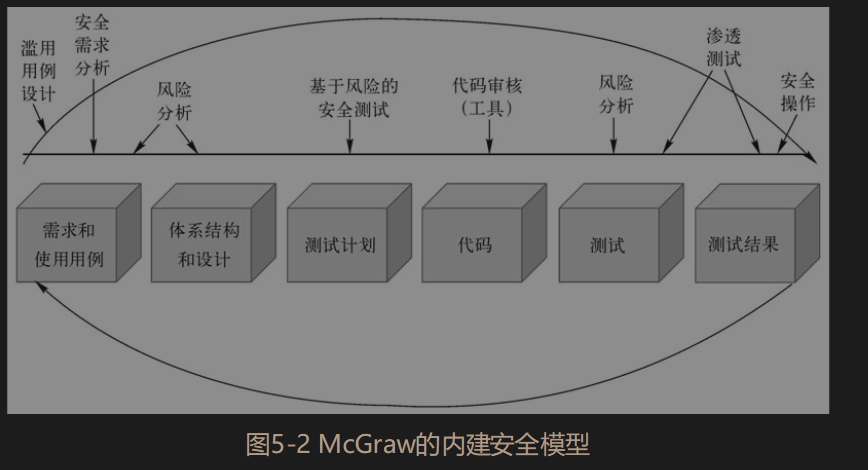 滥用
用例
设计
安全
需求
分析
风险
分析
基于风险的
安全测试
代码审核
（工具）
风险
分析
渗透
测试
安全
操作
需求和
使用用例
体系结构
和设计
测试计划
代码
测试
测试结果
图5-2 McGraw的内建安全模型